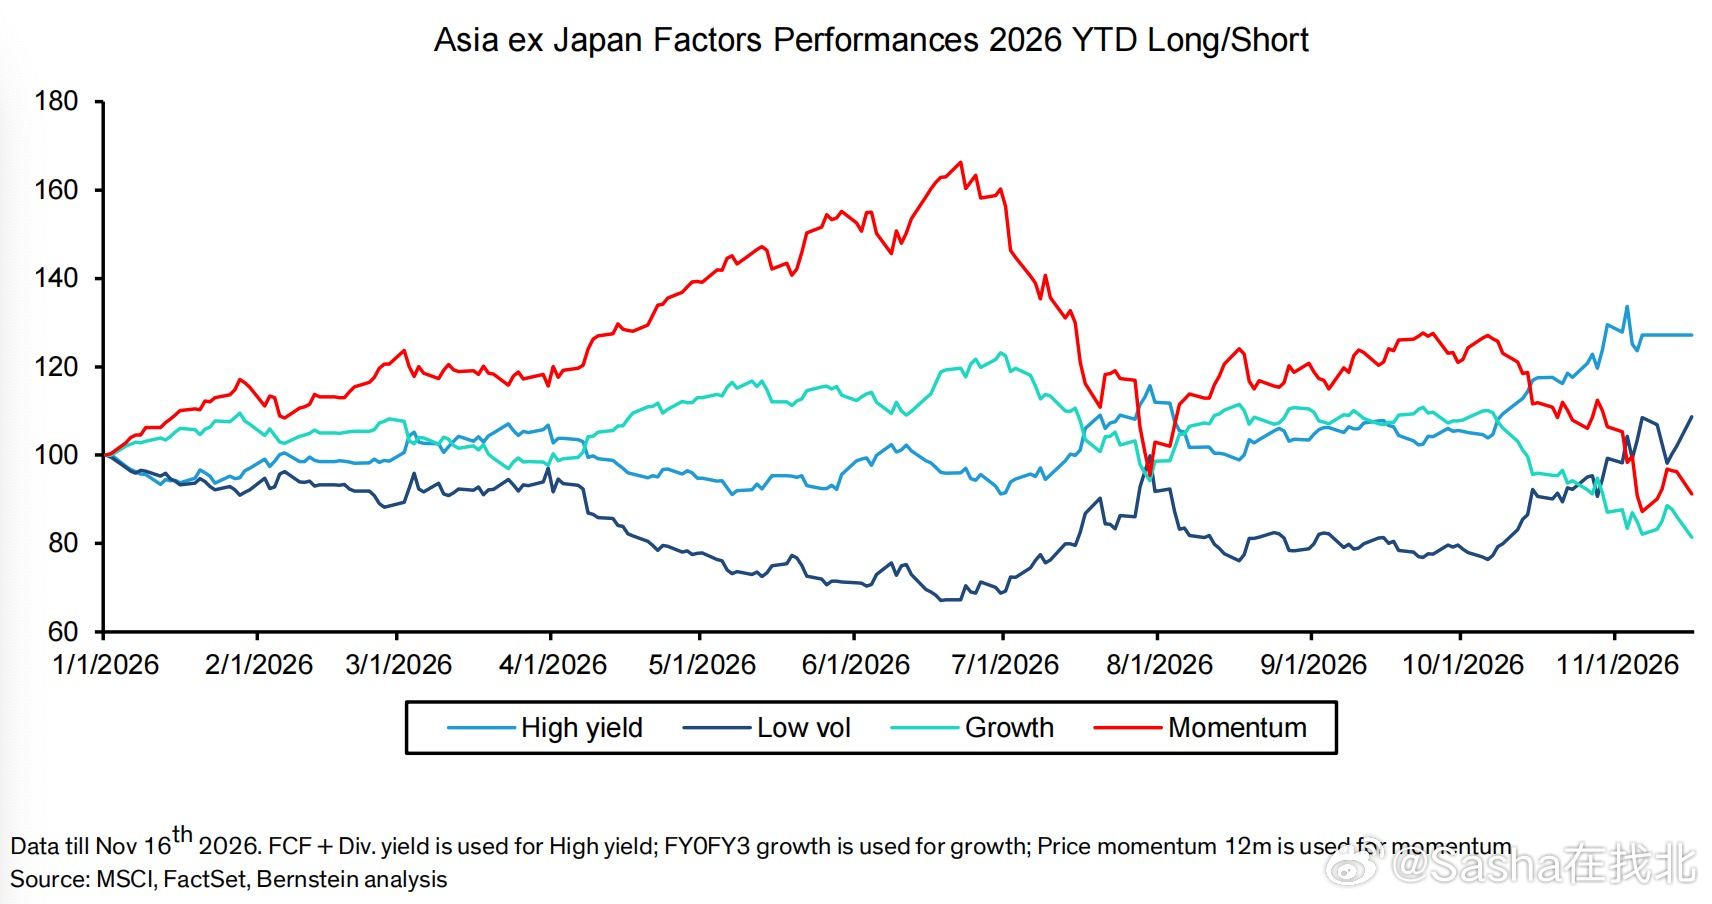 Asia ex Japan Factors Performances 2026 YTD Long/Short
180
160
140
120
100
80
60
1/1/2026 2/1/2026 3/1/2026 4/1/2026 5/1/2026 6/1/2026 7/1/2026 8/1/2026 9/1/2026 10/1/2026 11/1/2026
High yield Low vol Growth Momentum
Data till Nov 16th 2026. FCF + Div. yield is used for High yield; FY0FY3 growth is used for growth; Price momentum 12m is used for momentum
Source: MSCI, FactSet, Bernstein analysis
@Sasha在找北